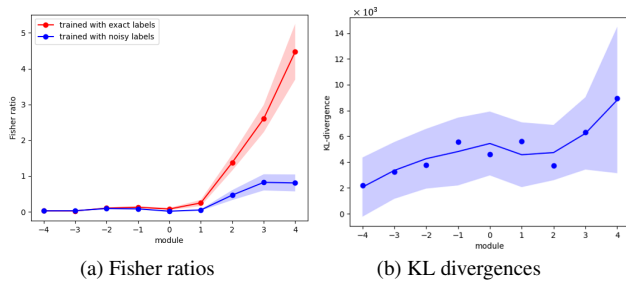 trained with exact labels
trained with noisy labels
Fisher ratio
5
4
3
2
1
0
−4 −3 −2 −1 0 1 2 3 4
module
(a) Fisher ratios
× 10³
KL-divergence
14
12
10
8
6
4
2
0
−4 −3 −2 −1 0 1 2 3 4
module
(b) KL divergences